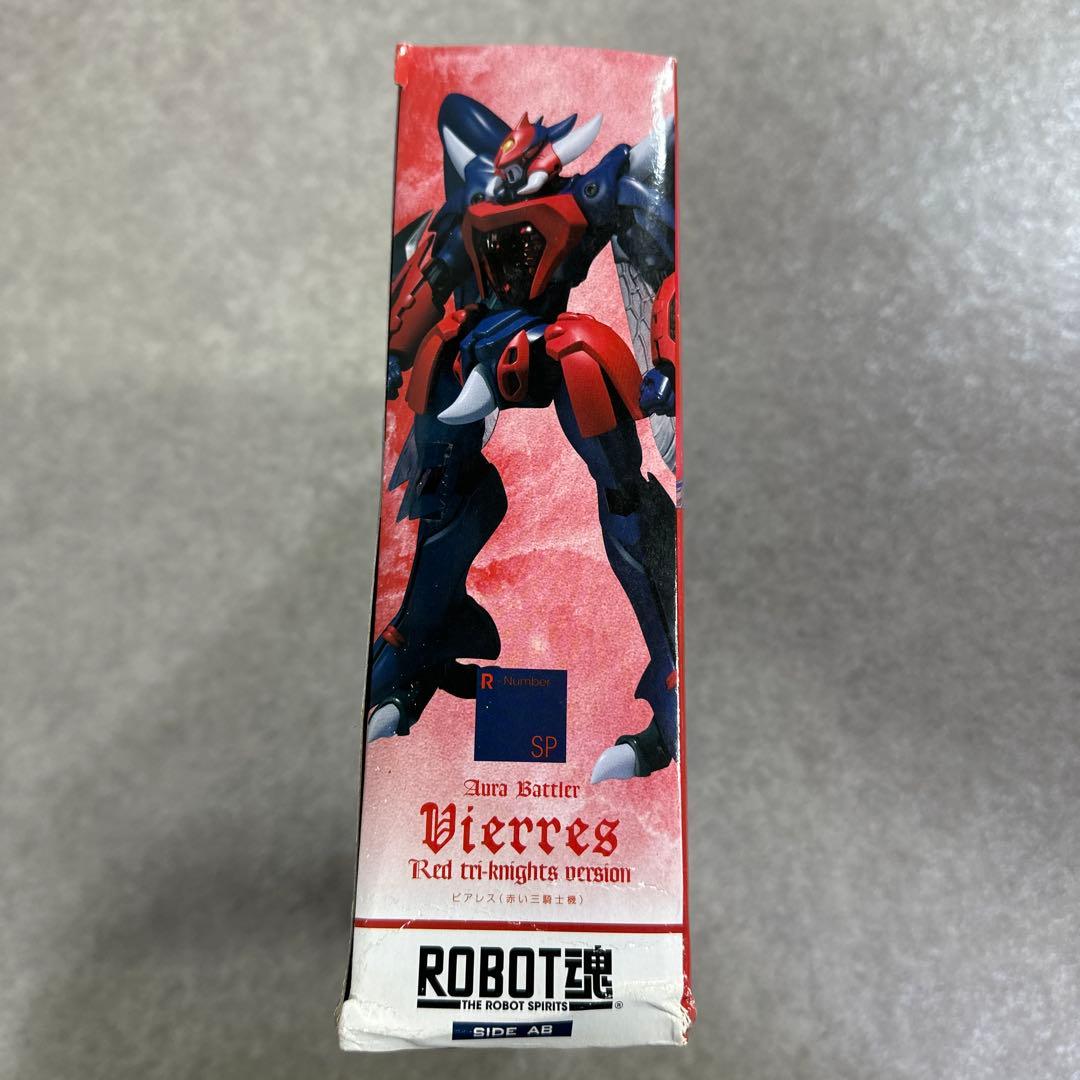 R-Number
SP
Aura Battler
Vierres
Red tri-knights version
ビアレス(赤い三騎士機)
ROBOT魂
THE ROBOT SPIRITS®
SIDE AB